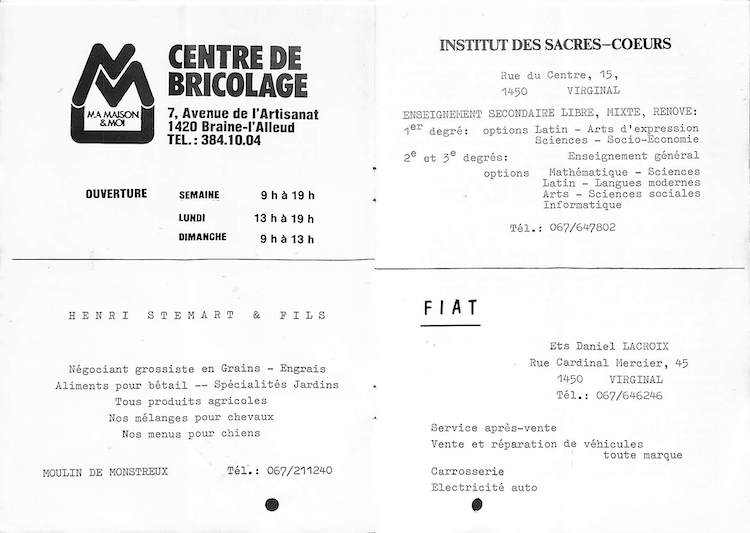 MA MAISON
& MOI
CENTRE DE
BRICOLAGE
7, Avenue de l'Artisanat
1420 Braine-l'Alleud
TEL.: 384.10.04
OUVERTURE SEMAINE 9 h à 19 h
LUNDI 13 h à 19 h
DIMANCHE 9 h à 13 h
INSTITUT DES SACRES-COEURS
Rue du Centre, 15,
1450 VIRGINAL
ENSEIGNEMENT SECONDAIRE LIBRE, MIXTE, RENOVE:
1er degré: options Latin - Arts d'expression
Sciences - Socio-Economie
2e et 3e degrés: Enseignement général
options Mathématique - Sciences
Latin - Langues modernes
Arts - Sciences sociales
Informatique
Tél.: 067/647802
HENRI STEMART & FILS
Négociant grossiste en Grains - Engrais
Aliments pour bétail -- Spécialités Jardins
Tous produits agricoles
Nos mélanges pour chevaux
Nos menus pour chiens
MOULIN DE MONSTREUX Tél.: 067/211240
FIAT
Ets Daniel LACROIX
Rue Cardinal Mercier, 45
1450 VIRGINAL
Tél.: 067/646246
Service après-vente
Vente et réparation de véhicules
toute marque
Carrosserie
Electricité auto